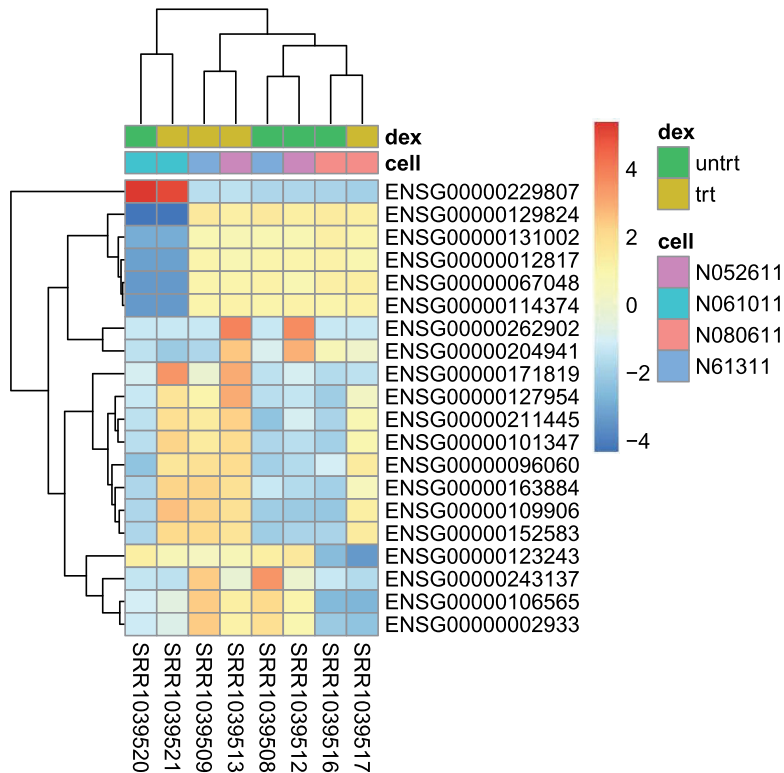 dex
cell
ENSG00000229807
ENSG00000129824
ENSG00000131002
ENSG00000012817
ENSG00000067048
ENSG00000114374
ENSG00000262902
ENSG00000204941
ENSG00000171819
ENSG00000127954
ENSG00000211445
ENSG00000101347
ENSG00000096060
ENSG00000163884
ENSG00000109906
ENSG00000152583
ENSG00000123243
ENSG00000243137
ENSG00000106565
ENSG00000002933
SRR1039520
SRR1039521
SRR1039509
SRR1039513
SRR1039508
SRR1039512
SRR1039516
SRR1039517
4
2
0
−2
−4
dex
untrt
trt
cell
N052611
N061011
N080611
N61311